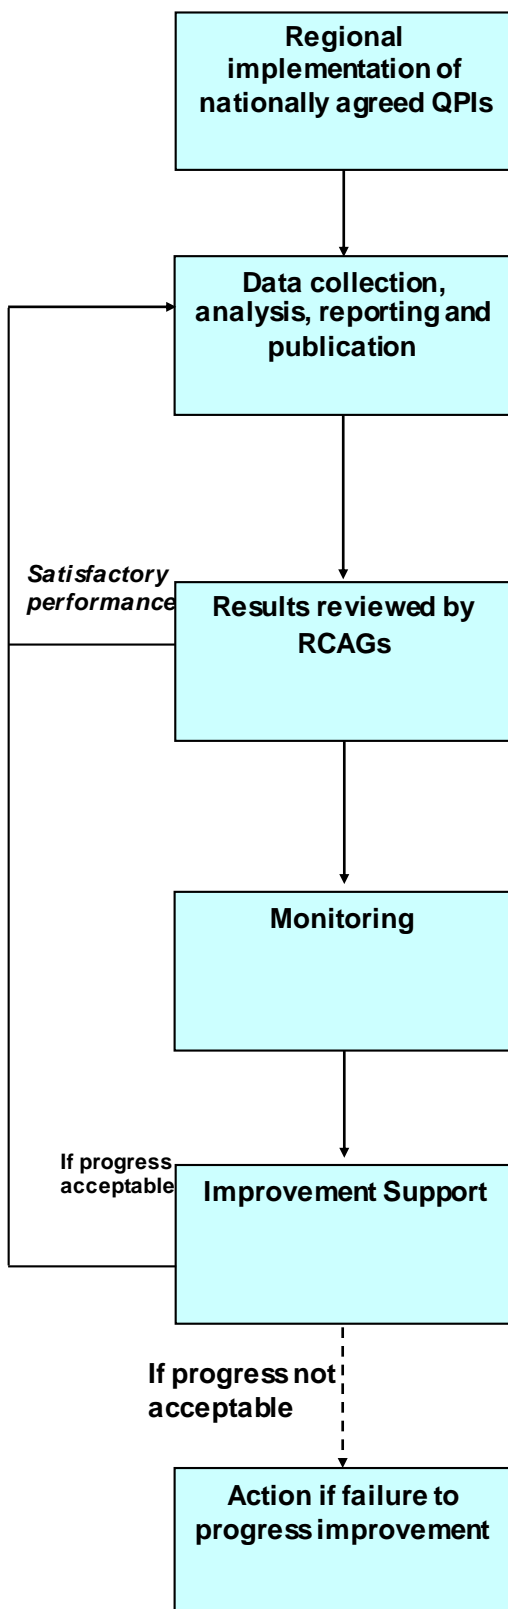 Regional
implementation of
nationally agreed QPIs
Data collection,
analysis, reporting and
publication
Satisfactory
performance
Results reviewed by
RCAGs
Monitoring
If progress
acceptable
Improvement Support
If progress not
acceptable
Action if failure to
progress improvement